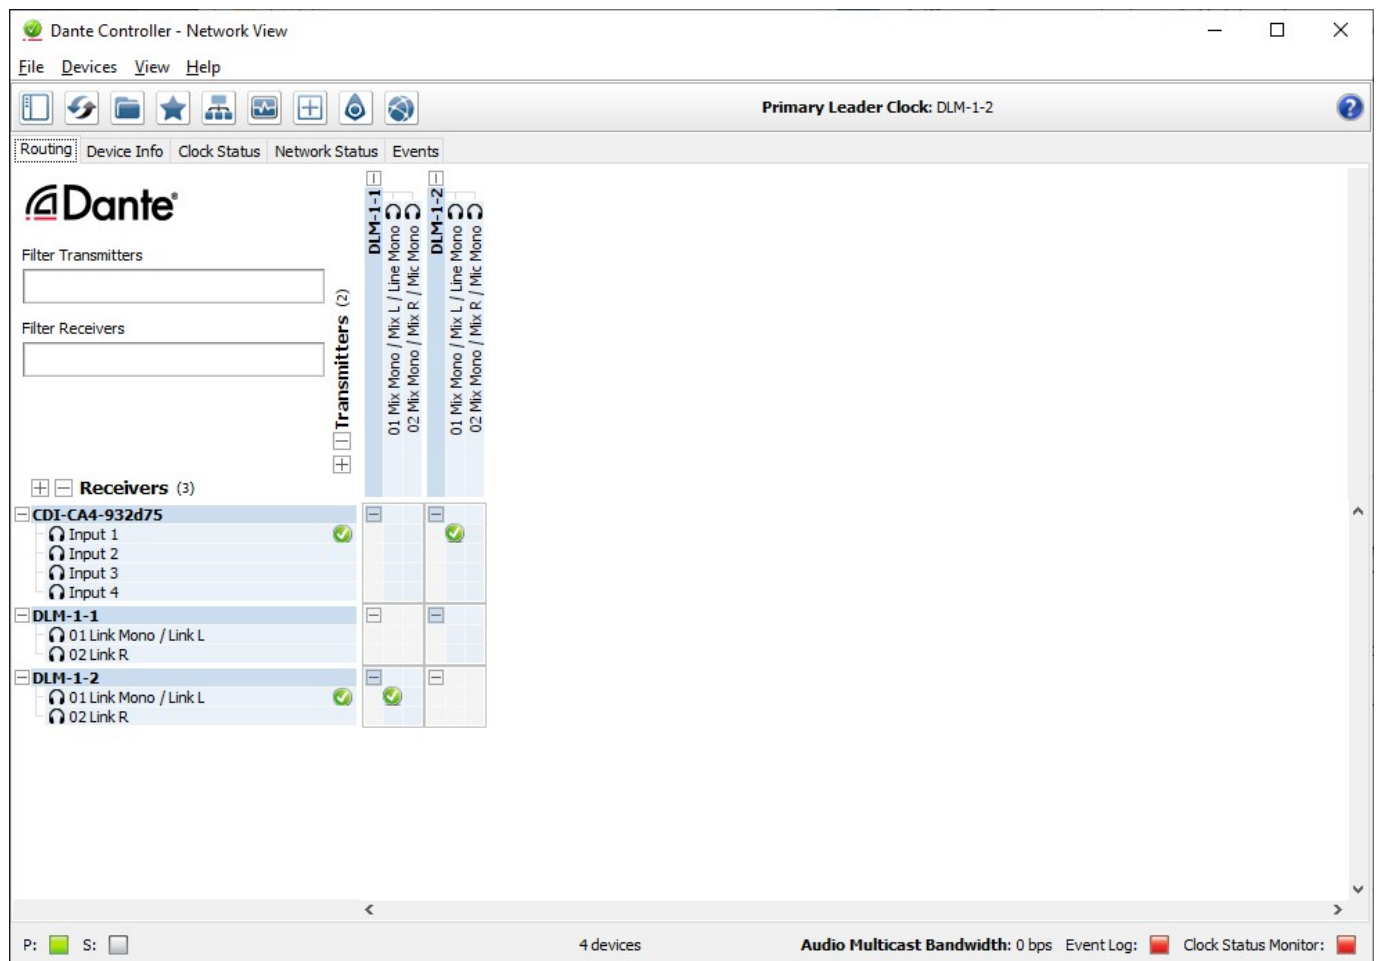 Dante Controller - Network View
File Devices View Help
Primary Leader Clock: DLM-1-2
Routing Device Info Clock Status Network Status Events
Dante®
Filter Transmitters
Filter Receivers
Transmitters (2)
DLM-1-1
01 Mix Mono / Mix L / Line Mono
02 Mix Mono / Mix R / Mic Mono
DLM-1-2
01 Mix Mono / Mix L / Line Mono
02 Mix Mono / Mix R / Mic Mono
Receivers (3)
CDI-CA4-932d75
Input 1
Input 2
Input 3
Input 4
DLM-1-1
01 Link Mono / Link L
02 Link R
DLM-1-2
01 Link Mono / Link L
02 Link R
P: S: 4 devices Audio Multicast Bandwidth: 0 bps Event Log: Clock Status Monitor: